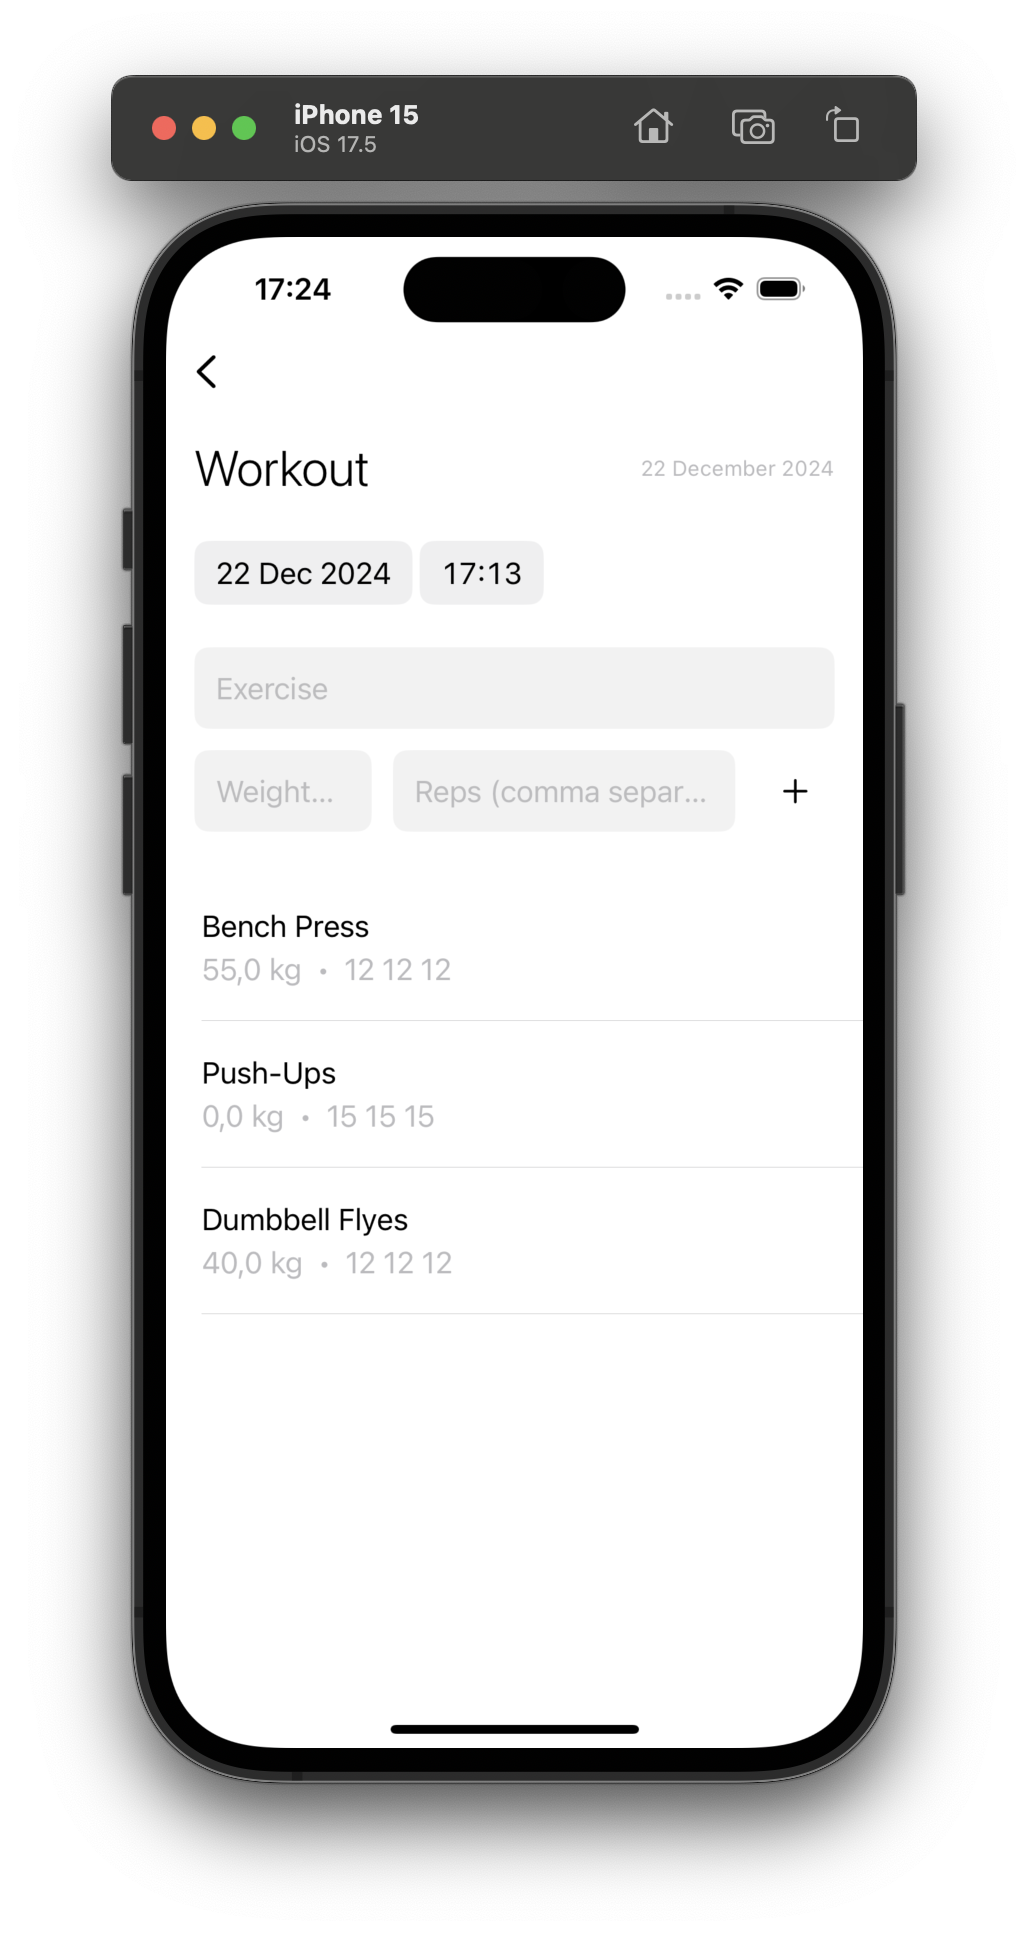 iPhone 15
iOS 17.5
17:24
Workout 22 December 2024
22 Dec 2024 17:13
Exercise
Weight... Reps (comma separ... +
Bench Press
55,0 kg • 12 12 12
Push-Ups
0,0 kg • 15 15 15
Dumbbell Flyes
40,0 kg • 12 12 12